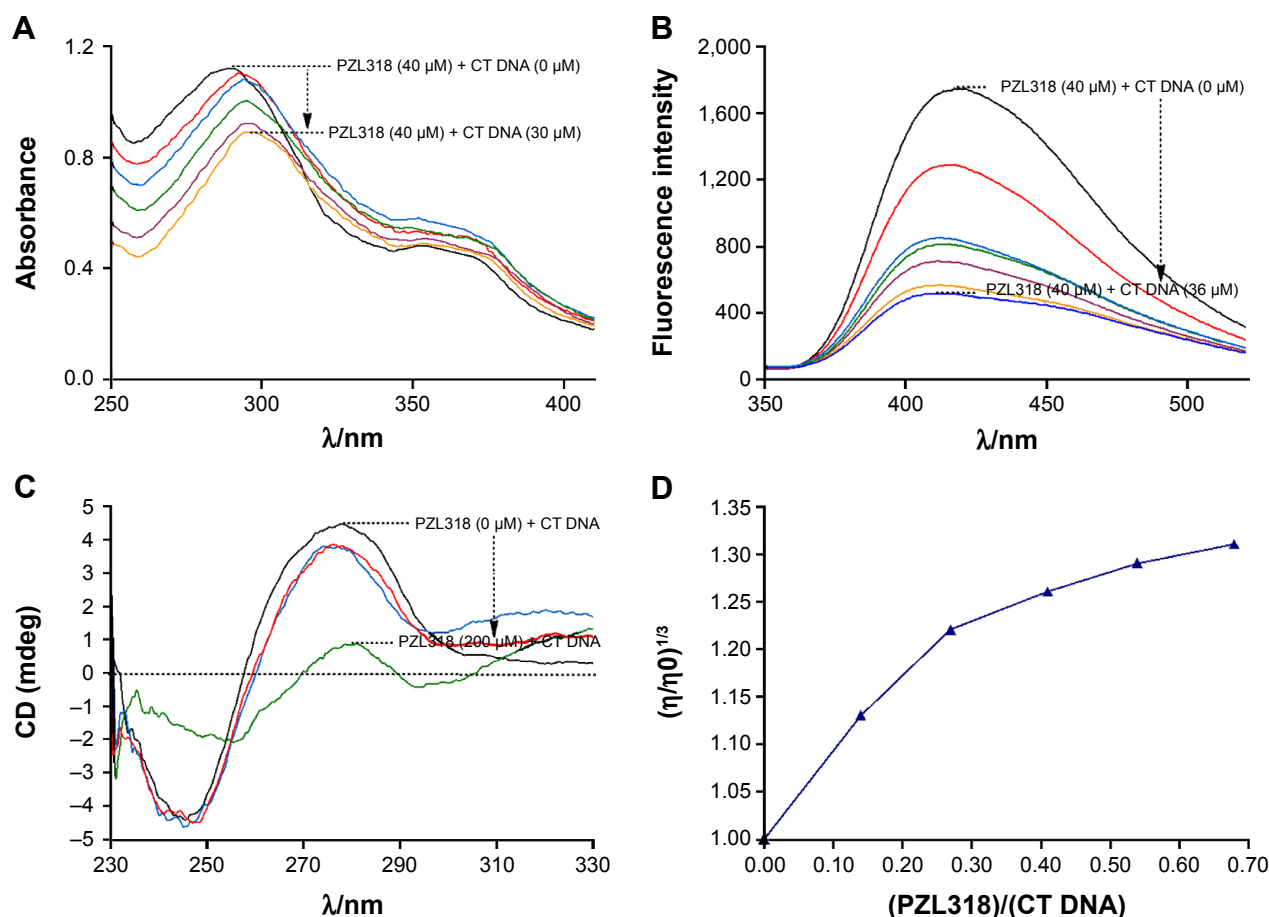 A
Absorbance
1.2
0.8
0.4
0.0
250
300
350
400
λ/nm
PZL318 (40 µM) + CT DNA (0 µM)
PZL318 (40 µM) + CT DNA (30 µM)
B
Fluorescence intensity
2,000
1,600
1,200
800
400
0
350
400
450
500
λ/nm
PZL318 (40 µM) + CT DNA (0 µM)
PZL318 (40 µM) + CT DNA (36 µM)
C
CD (mdeg)
5
4
3
2
1
0
–1
–2
–3
–4
–5
230
250
270
290
310
330
λ/nm
PZL318 (0 µM) + CT DNA
PZL318 (200 µM) + CT DNA
D
(η/η0)1/3
1.35
1.30
1.25
1.20
1.15
1.10
1.05
1.00
0.00
0.10
0.20
0.30
0.40
0.50
0.60
0.70
(PZL318)/(CT DNA)